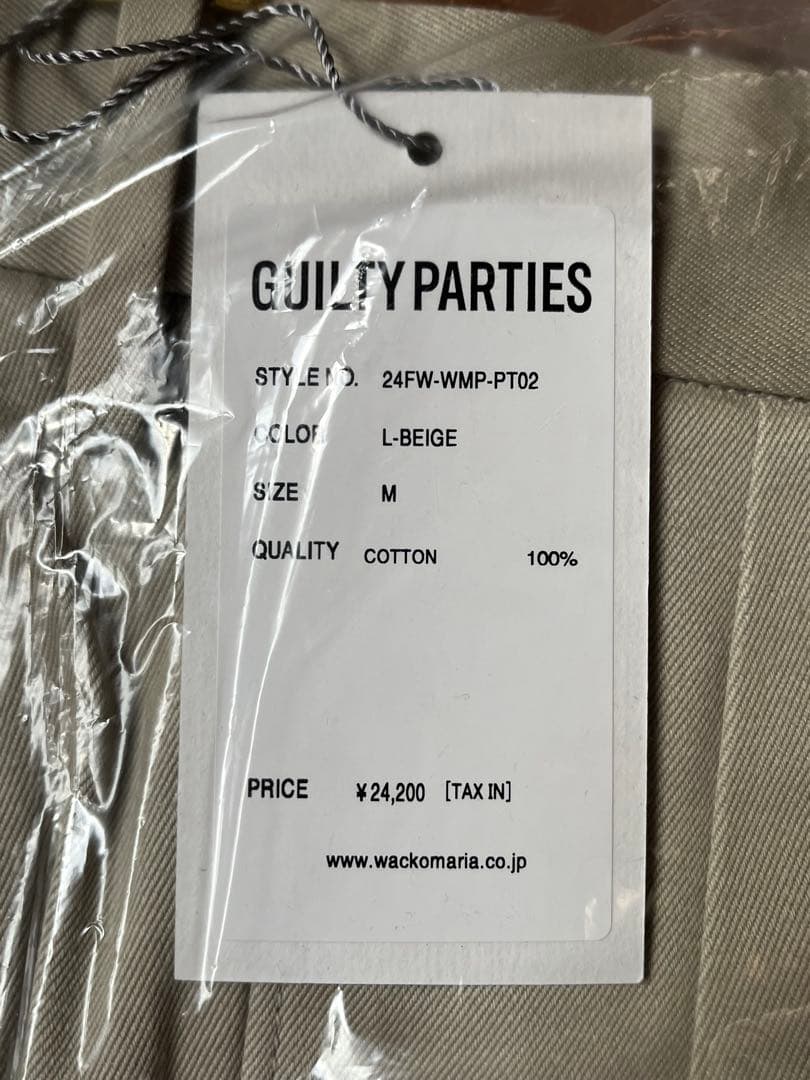 GUILTY PARTIES
STYLE NO. 24FW-WMP-PT02
COLOR L-BEIGE
SIZE M
QUALITY COTTON 100%
PRICE ¥24,200 [TAX IN]
www.wackomaria.co.jp